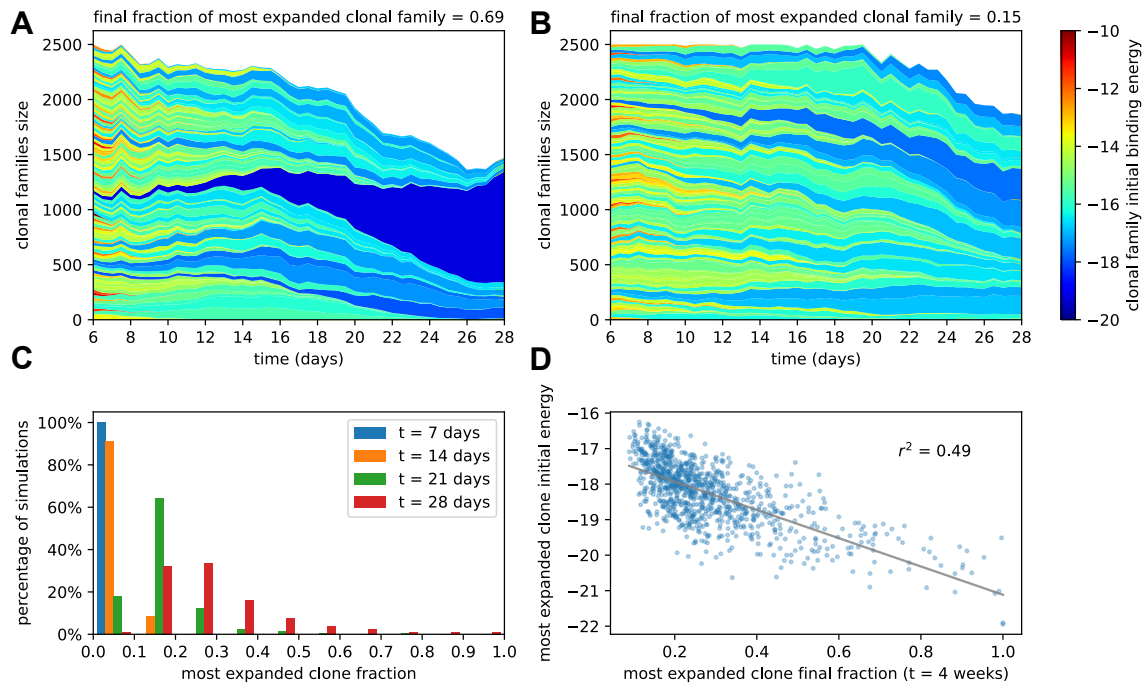 A
final fraction of most expanded clonal family = 0.69
2500
2000
1500
1000
500
0
clonal families size
6 8 10 12 14 16 18 20 22 24 26 28
time (days)
B
final fraction of most expanded clonal family = 0.15
2500
2000
1500
1000
500
0
clonal families size
6 8 10 12 14 16 18 20 22 24 26 28
time (days)
−10
−12
−14
−16
−18
−20
clonal family initial binding energy
C
100%
80%
60%
40%
20%
0%
percentage of simulations
t = 7 days
t = 14 days
t = 21 days
t = 28 days
0.0 0.1 0.2 0.3 0.4 0.5 0.6 0.7 0.8 0.9 1.0
most expanded clone fraction
D
−16
−17
−18
−19
−20
−21
−22
most expanded clone initial energy
r² = 0.49
0.2 0.4 0.6 0.8 1.0
most expanded clone final fraction (t = 4 weeks)